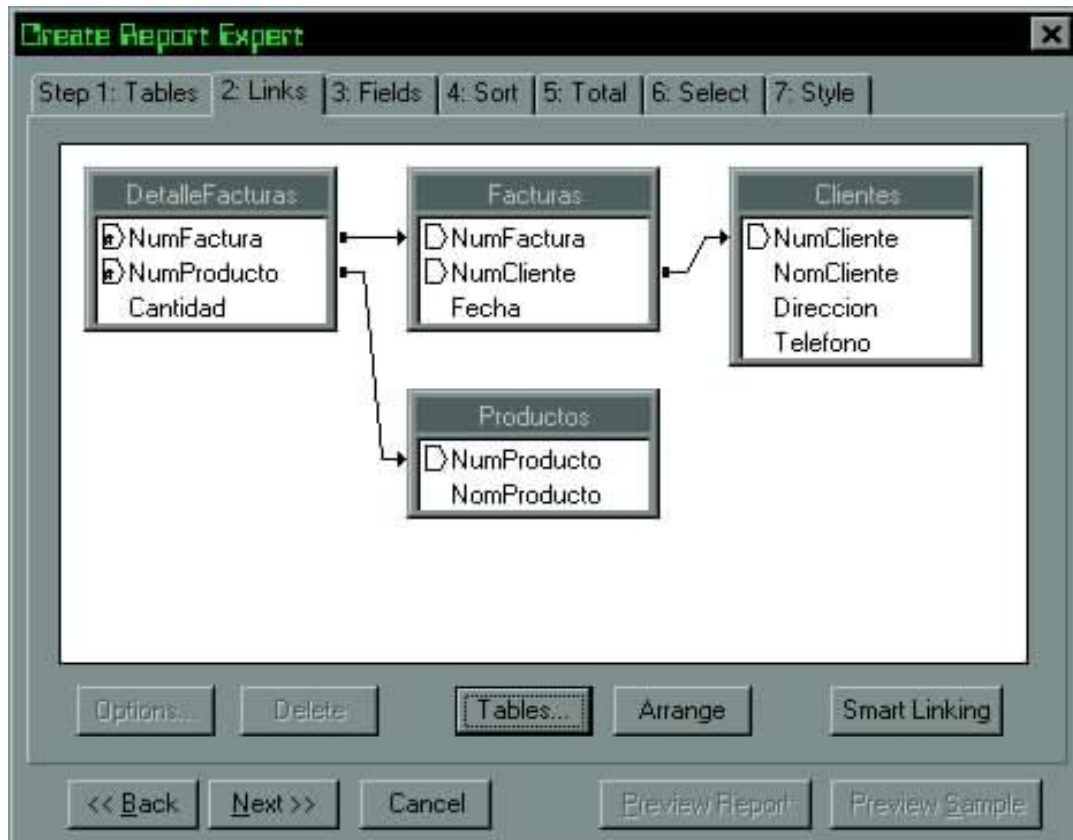 Create Report Expert
Step 1: Tables 2: Links 3: Fields 4: Sort 5: Total 6: Select 7: Style
DetalleFacturas
NumFactura
NumProducto
Cantidad
Facturas
NumFactura
NumCliente
Fecha
Clientes
NumCliente
NomCliente
Direccion
Telefono
Productos
NumProducto
NomProducto
Options... Delete Tables... Arrange Smart Linking
<< Back Next >> Cancel Preview Report Preview Sample